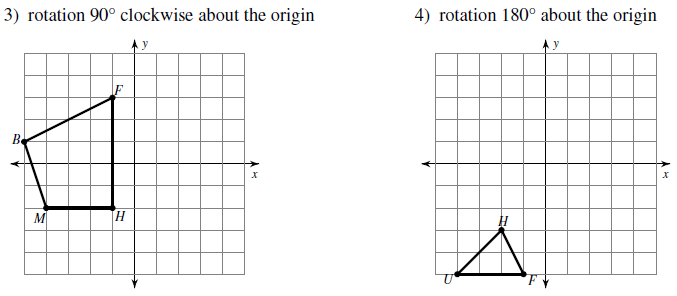 3) rotation 90° clockwise about the origin
y
F
B
x
M
H
4) rotation 180° about the origin
y
x
H
U
F